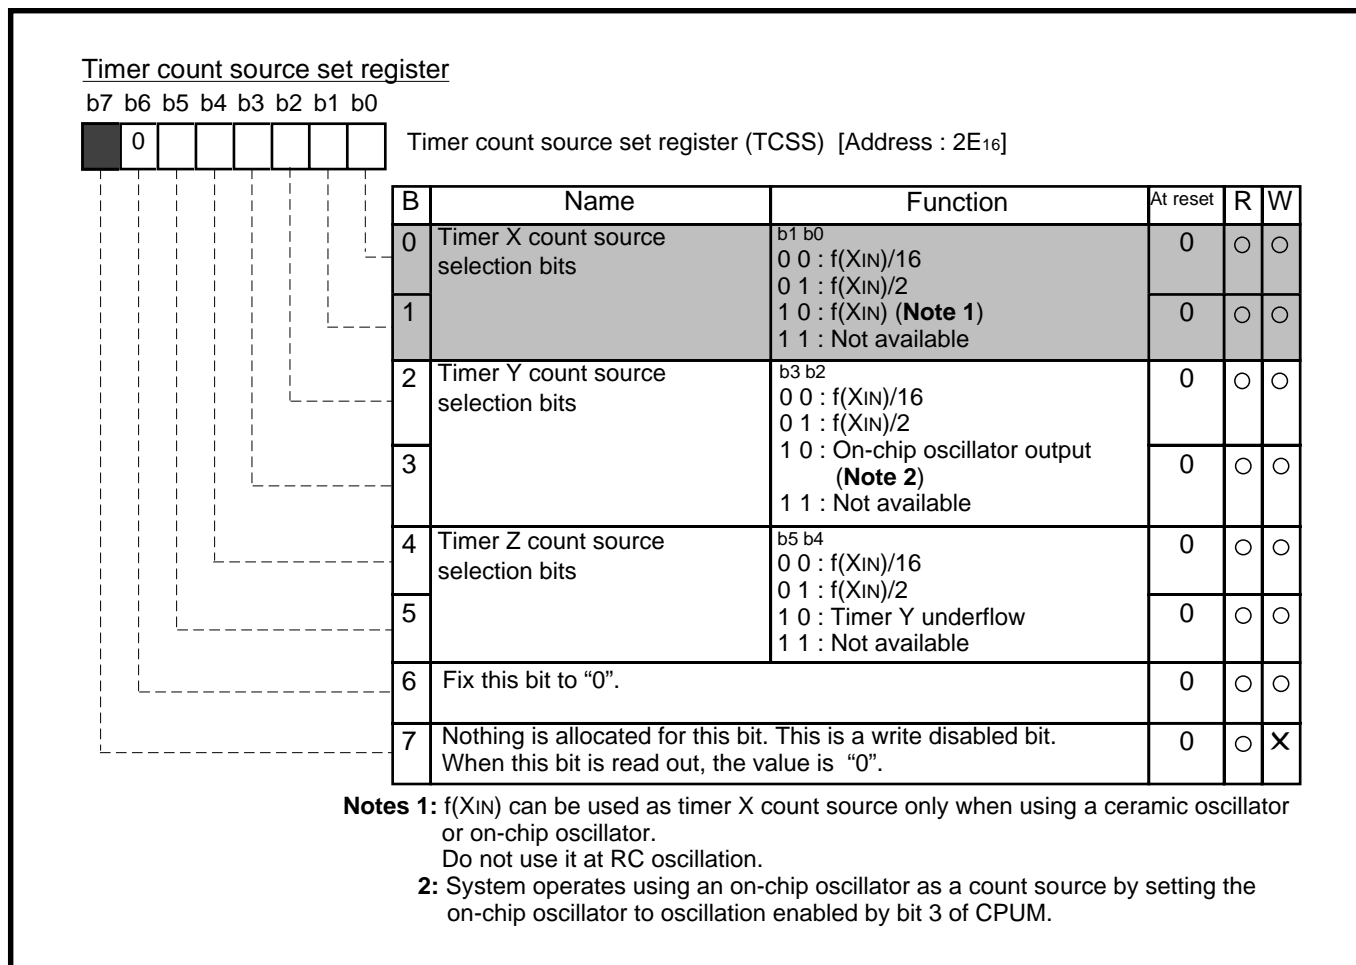 Timer count source set register
b7 b6 b5 b4 b3 b2 b1 b0
0
Timer count source set register (TCSS) [Address : 2E16]
B Name Function At reset R W
0 Timer X count source selection bits b1 b0 0 ○ ○
0 0 : f(XIN)/16
0 1 : f(XIN)/2
1 1 0 : f(XIN) (Note 1) 0 ○ ○
1 1 : Not available
2 Timer Y count source selection bits b3 b2 0 ○ ○
0 0 : f(XIN)/16
0 1 : f(XIN)/2
3 1 0 : On-chip oscillator output 0 ○ ○
(Note 2)
1 1 : Not available
4 Timer Z count source selection bits b5 b4 0 ○ ○
0 0 : f(XIN)/16
0 1 : f(XIN)/2
5 1 0 : Timer Y underflow 0 ○ ○
1 1 : Not available
6 Fix this bit to “0”. 0 ○ ○
7 Nothing is allocated for this bit. This is a write disabled bit. 0 ○ ×
When this bit is read out, the value is “0”.
Notes 1: f(XIN) can be used as timer X count source only when using a ceramic oscillator
or on-chip oscillator.
Do not use it at RC oscillation.
2: System operates using an on-chip oscillator as a count source by setting the
on-chip oscillator to oscillation enabled by bit 3 of CPUM.